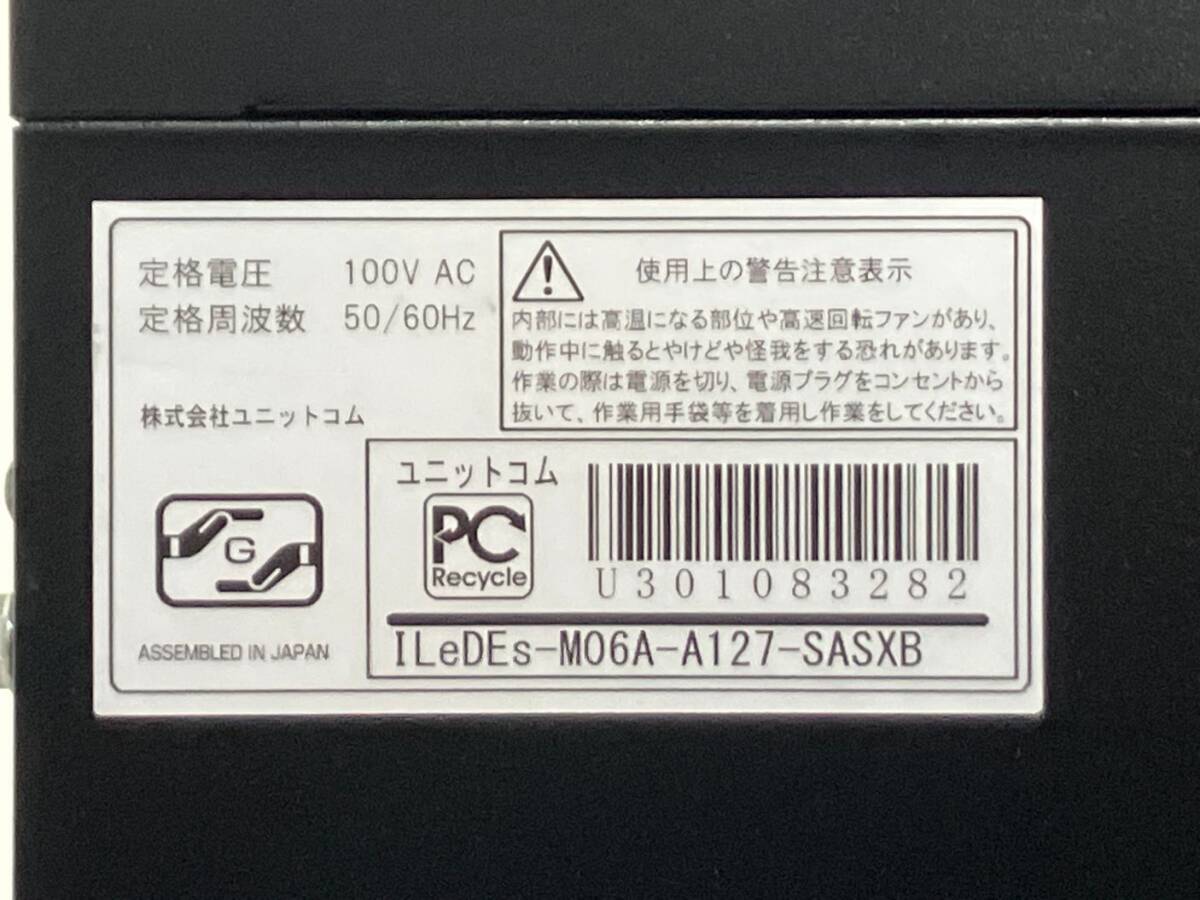 定格電圧 100V AC
定格周波数 50/60Hz
株式会社ユニットコム
G
ASSEMBLED IN JAPAN
使用上の警告注意表示
内部には高温になる部位や高速回転ファンがあり、
動作中に触るとやけどや怪我をする恐れがあります。
作業の際は電源を切り、電源プラグをコンセントから
抜いて、作業用手袋等を着用し作業をしてください。
ユニットコム
PC
Recycle
U301083282
ILeDEs-M06A-A127-SASXB